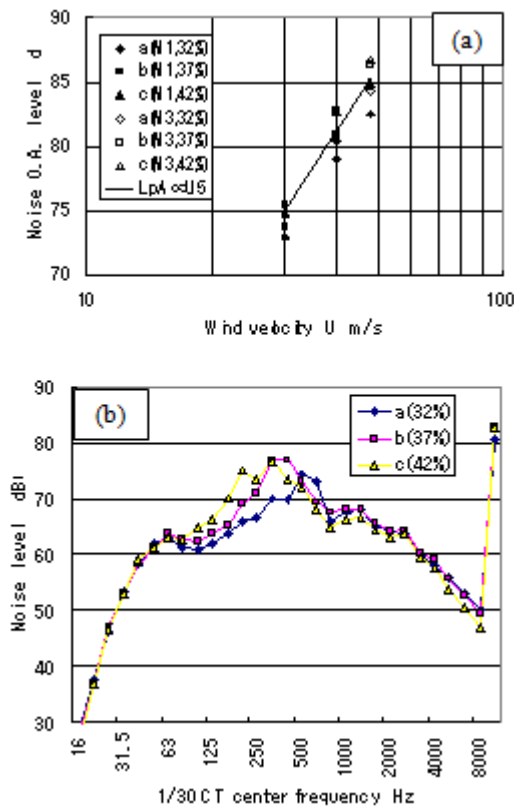 90
85
80
75
70
Noise O.A. level d
(a)
a(N1,32%)
b(N1,37%)
c(N1,42%)
a(N3,32%)
b(N3,37%)
c(N3,42%)
LpA ∝U5
10
100
Wind velocity U m/s
90
80
70
60
50
40
30
Noise level dB
(b)
a(32%)
b(37%)
c(42%)
16
31.5
63
125
250
500
1000
2000
4000
8000
1/3OCT center frequency Hz